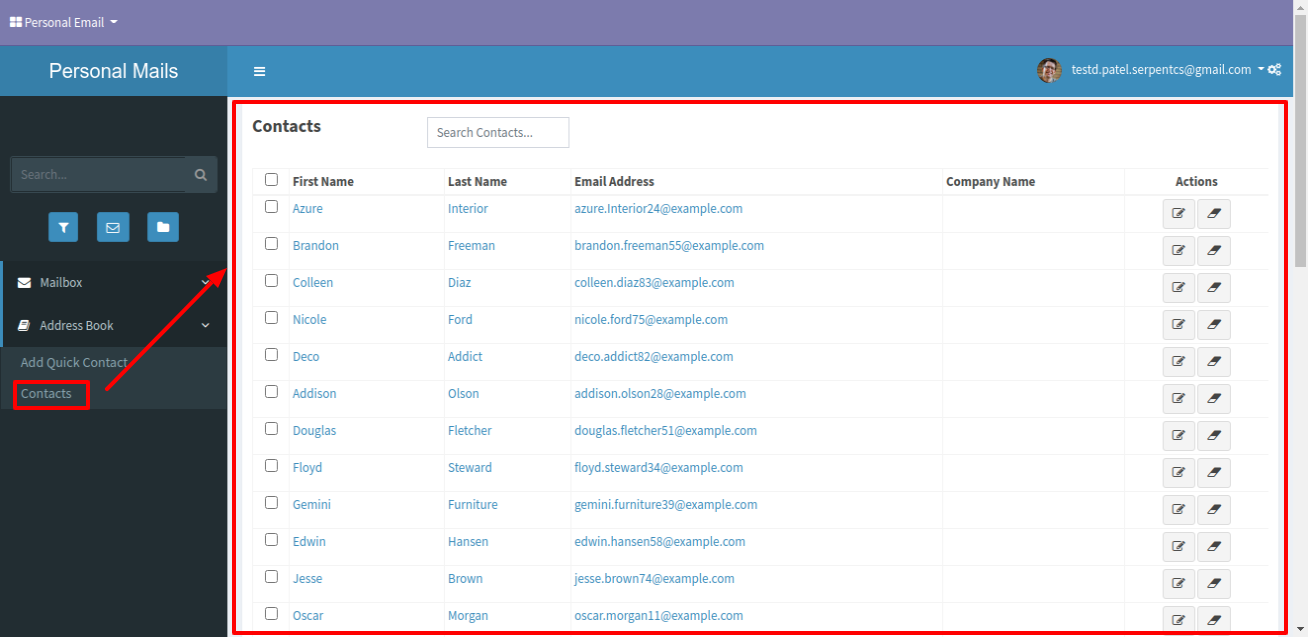 Personal Email
Personal Mails
testd.patel.serpentcs@gmail.com
Search...
Mailbox
Address Book
Add Quick Contact
Contacts
Contacts
Search Contacts...
First Name Last Name Email Address Company Name Actions
Azure Interior azure.Interior24@example.com
Brandon Freeman brandon.freeman55@example.com
Colleen Diaz colleen.diaz83@example.com
Nicole Ford nicole.ford75@example.com
Deco Addict deco.addict82@example.com
Addison Olson addison.olson28@example.com
Douglas Fletcher douglas.fletcher51@example.com
Floyd Steward floyd.steward34@example.com
Gemini Furniture gemini.furniture39@example.com
Edwin Hansen edwin.hansen58@example.com
Jesse Brown jesse.brown74@example.com
Oscar Morgan oscar.morgan11@example.com